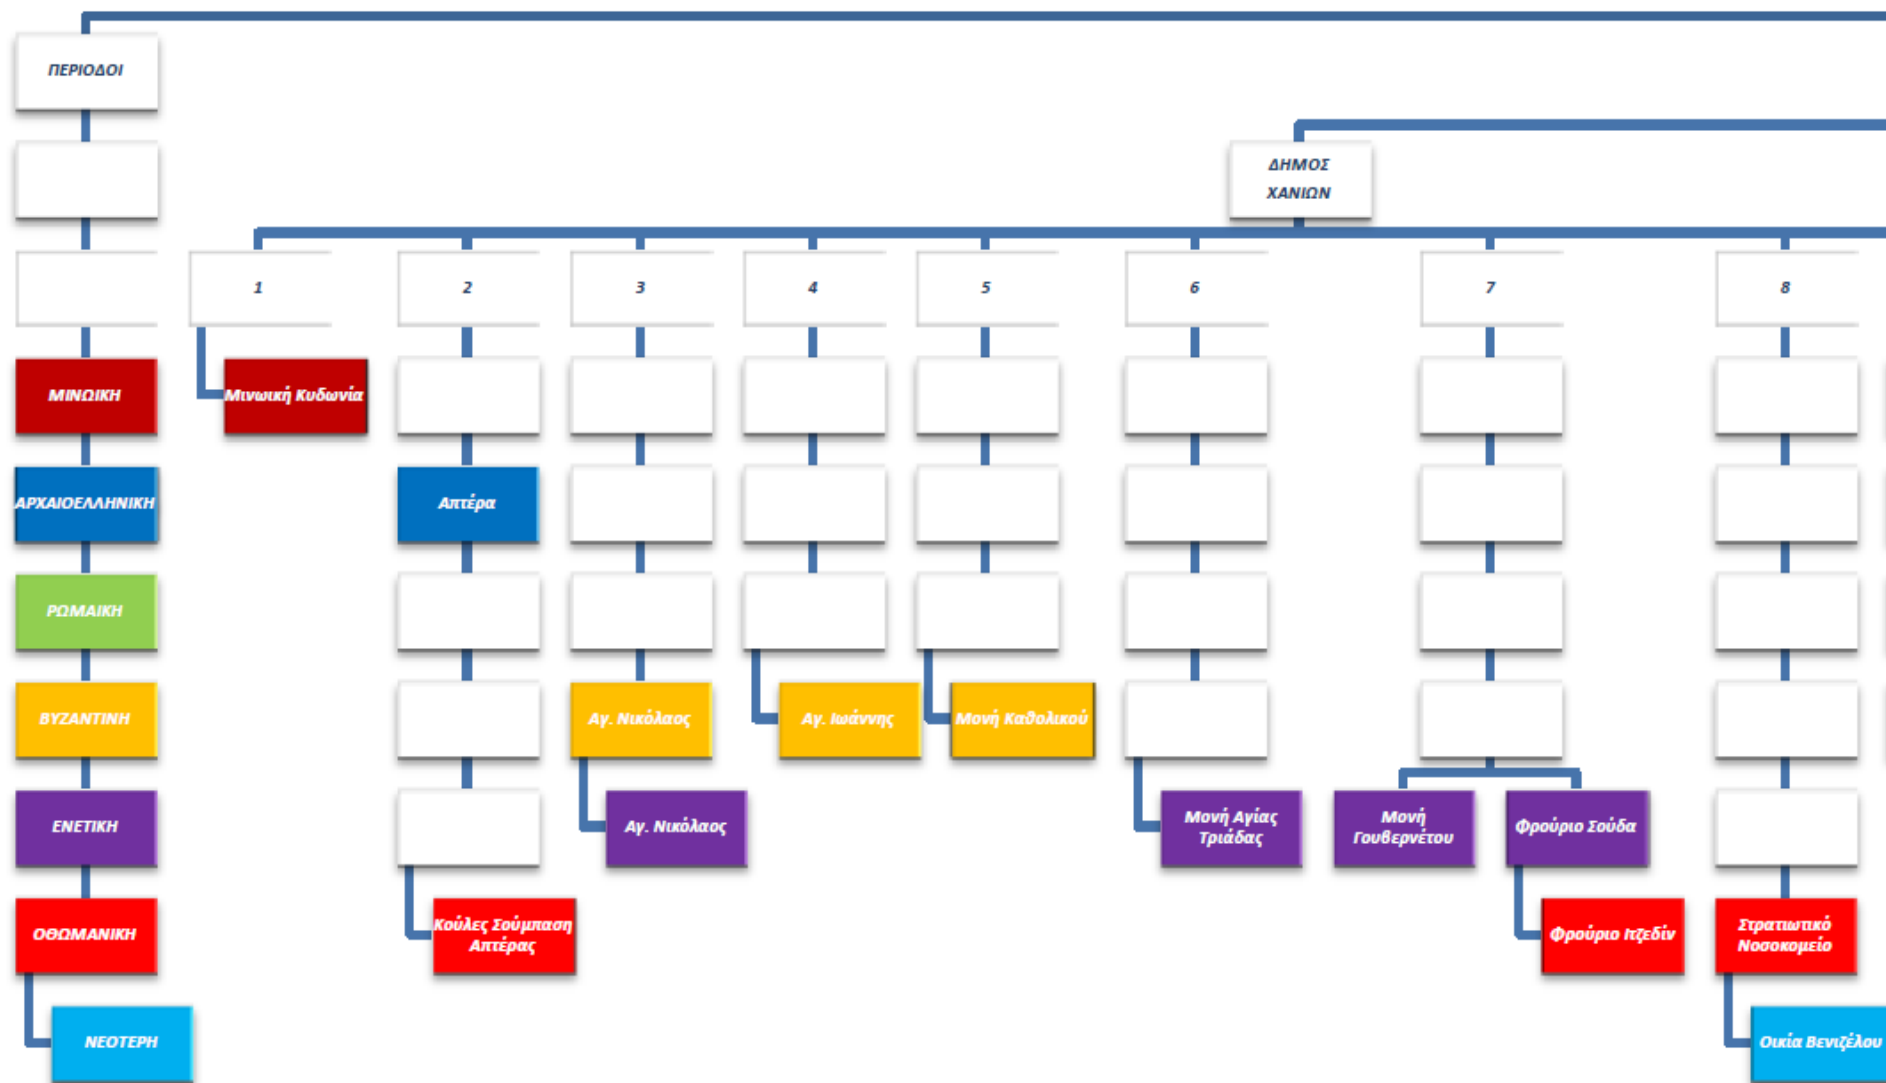 ΠΕΡΙΟΔΟΙ
ΔΗΜΟΣ
ΧΑΝΙΩΝ
1
2
3
4
5
6
7
8
ΜΙΝΩΙΚΗ
Μινωική Κυδωνία
ΑΡΧΑΙΟΕΛΛΗΝΙΚΗ
Απτέρα
ΡΩΜΑΙΚΗ
ΒΥΖΑΝΤΙΝΗ
Αγ. Νικόλαος
Αγ. Ιωάννης
Μονή Καθολικού
ΕΝΕΤΙΚΗ
Αγ. Νικόλαος
Μονή Αγίας
Τριάδας
Μονή
Γουβερνέτου
Φρούριο Σούδα
ΟΘΩΜΑΝΙΚΗ
Κούλες Σούμπαση
Απτέρας
Φρούριο Ιτζεδίν
Στρατιωτικό
Νοσοκομείο
ΝΕΟΤΕΡΗ
Οικία Βενιζέλου